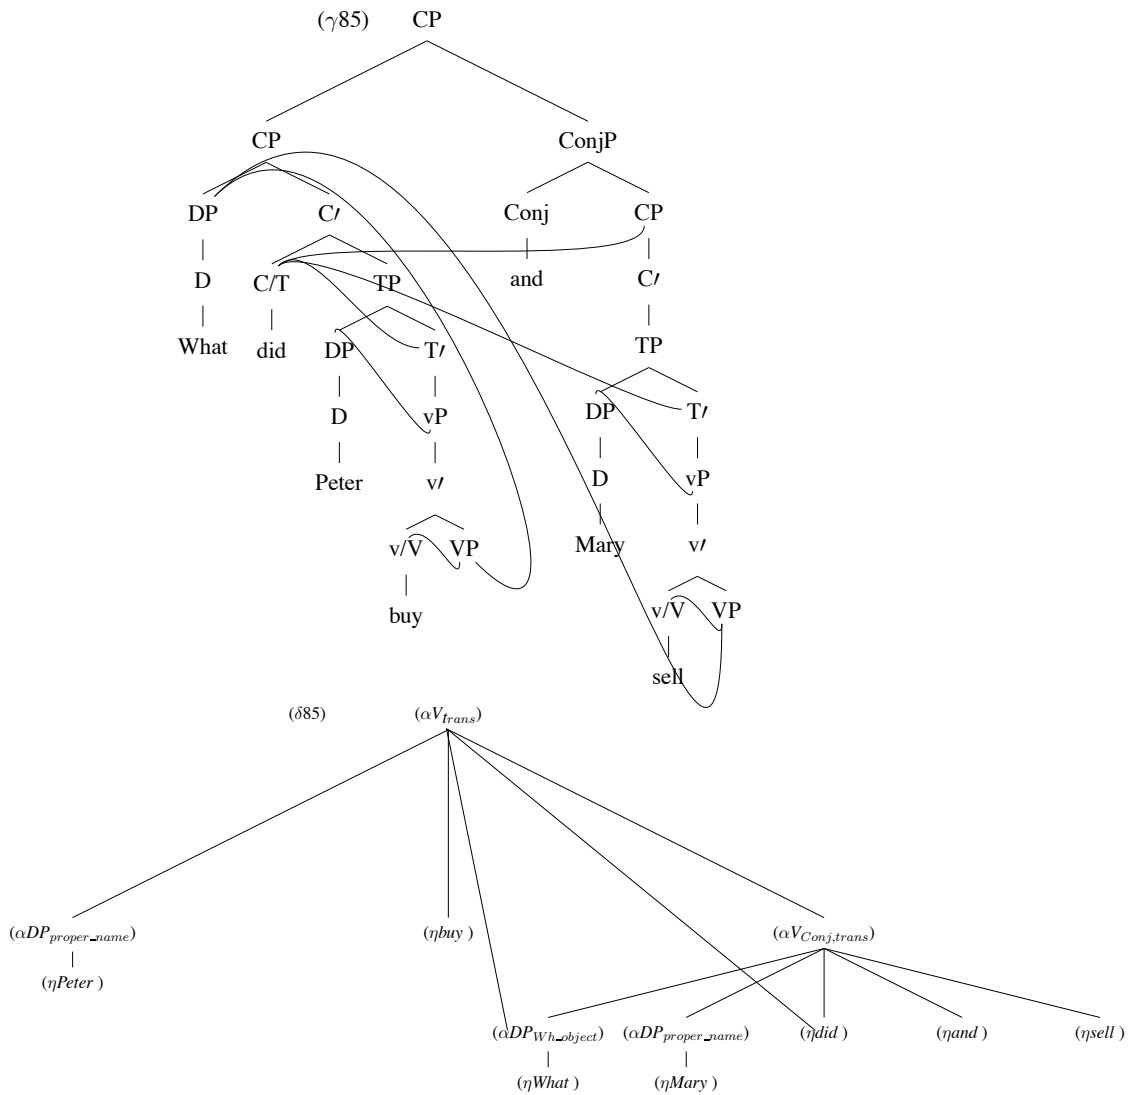 (γ85) CP
CP ConjP
DP C′ Conj CP
D C/T TP and C′
What did DP T′ TP
D vP DP T′
Peter v′ D vP
v/V VP Mary v′
buy v/V VP
sell
(δ85) (αV_trans)
(αDP_proper_name) (ηbuy ) (αV_Conj,trans)
(ηPeter )
(αDP_Wh_object) (αDP_proper_name) (ηdid ) (ηand ) (ηsell )
(ηWhat ) (ηMary )